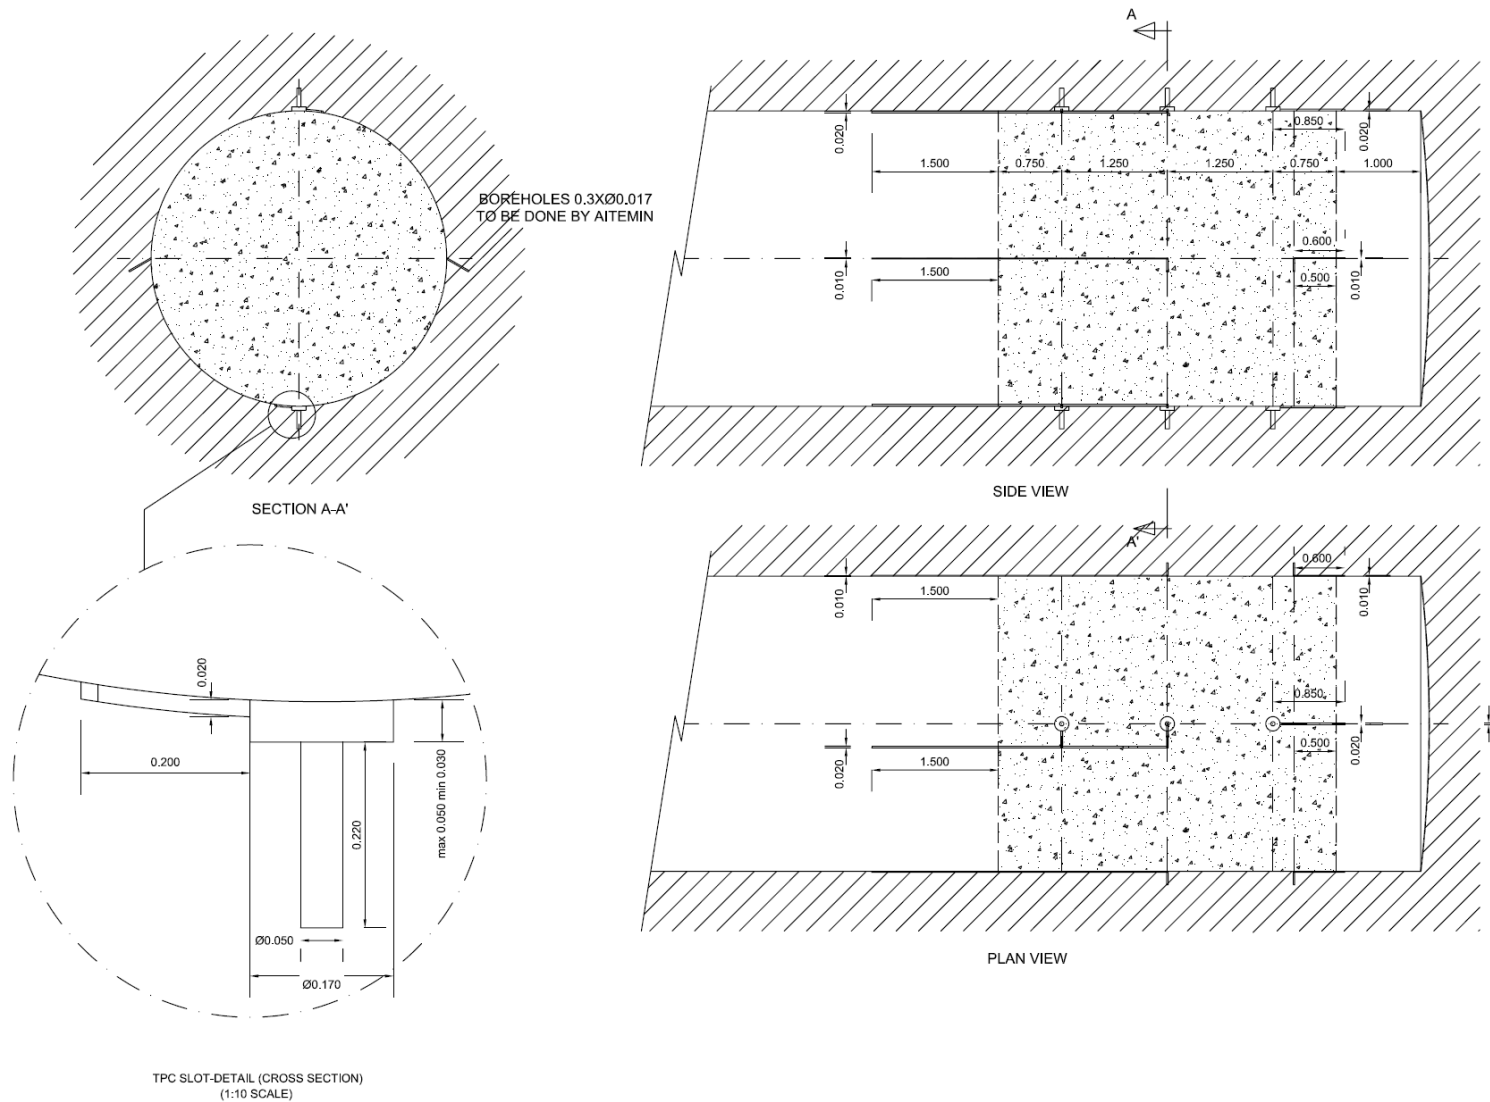 A
0.020
0.850
0.020
1.500
0.750
1.250
1.250
0.750
1.000
BOREHOLES 0.3XØ0.017
TO BE DONE BY AITEMIN
0.600
0.010
1.500
0.500
0.010
SIDE VIEW
SECTION A-A'
A'
0.600
0.010
1.500
0.010
0.850
0.020
1.500
0.500
0.020
PLAN VIEW
0.020
0.200
max 0.050 min 0.030
0.220
Ø0.050
Ø0.170
TPC SLOT-DETAIL (CROSS SECTION)
(1:10 SCALE)